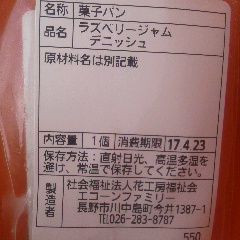 名称 菓子パン
品名 ラズベリージャム
デニッシュ
原材料名は別記載
内容量 1個 消費期限 17.4.23
保存方法：直射日光、高温多湿を
避け、常温で保存してください。
製造者 社会福祉法人花工房福祉会
エコーンファミリー
長野市川中島町今井1387-1
TEL026-283-8787
550